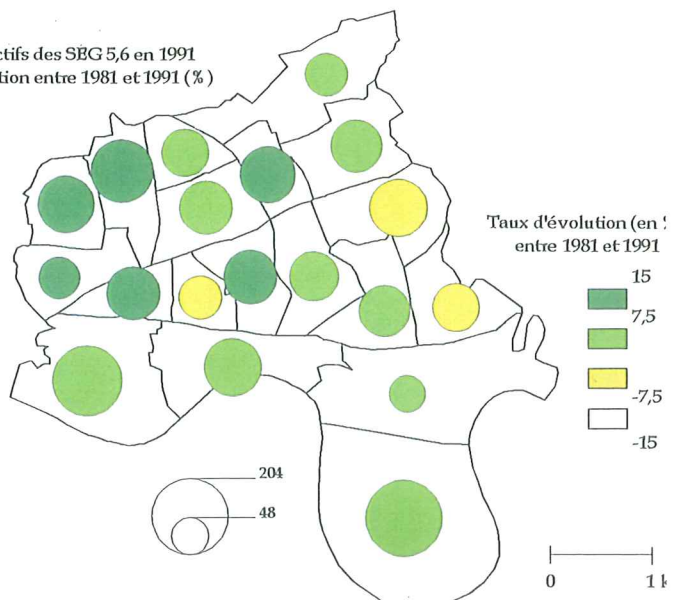 ctifs des SEG 5,6 en 1991
tion entre 1981 et 1991 (%)
Taux d'évolution (en
entre 1981 et 1991
15
7,5
-7,5
-15
204
48
0 1